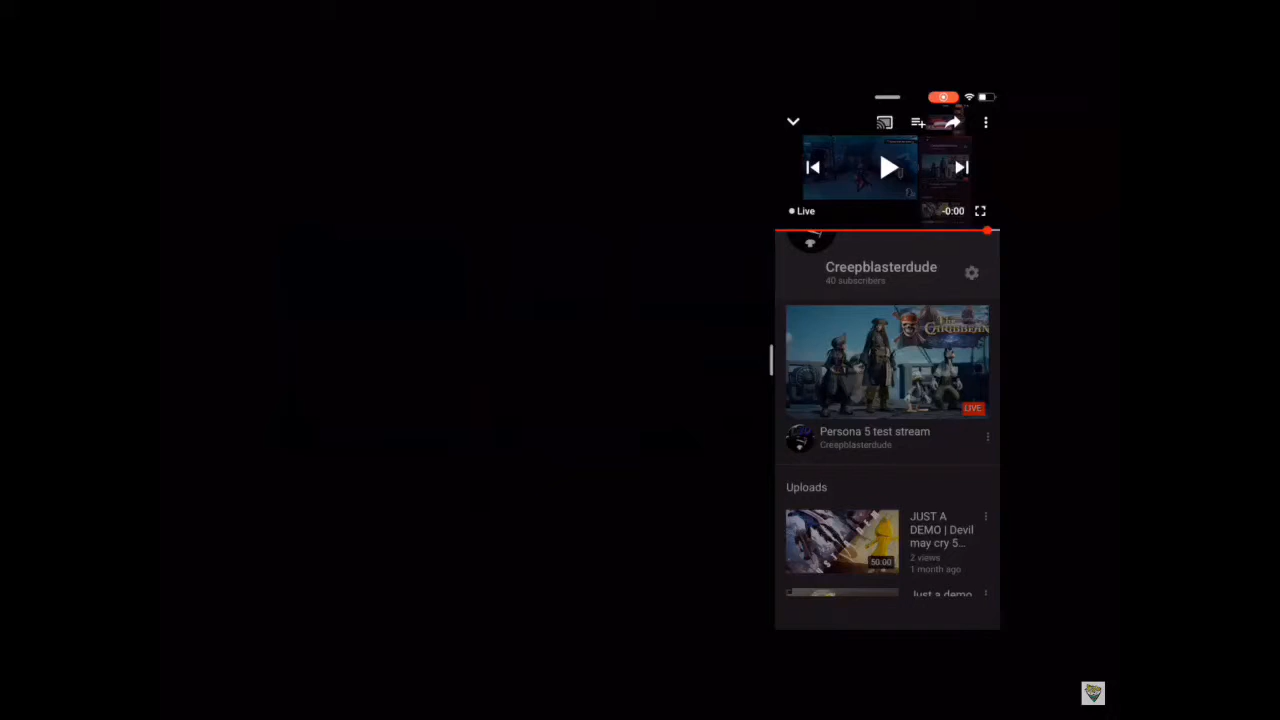 Live
-0:00
Creepblasterdude
40 subscribers
CARIBBEAN
LIVE
Persona 5 test stream
Creepblasterdude
Uploads
JUST A
DEMO | Devil
may cry 5...
2 views
1 month ago
50:00
Just a demo